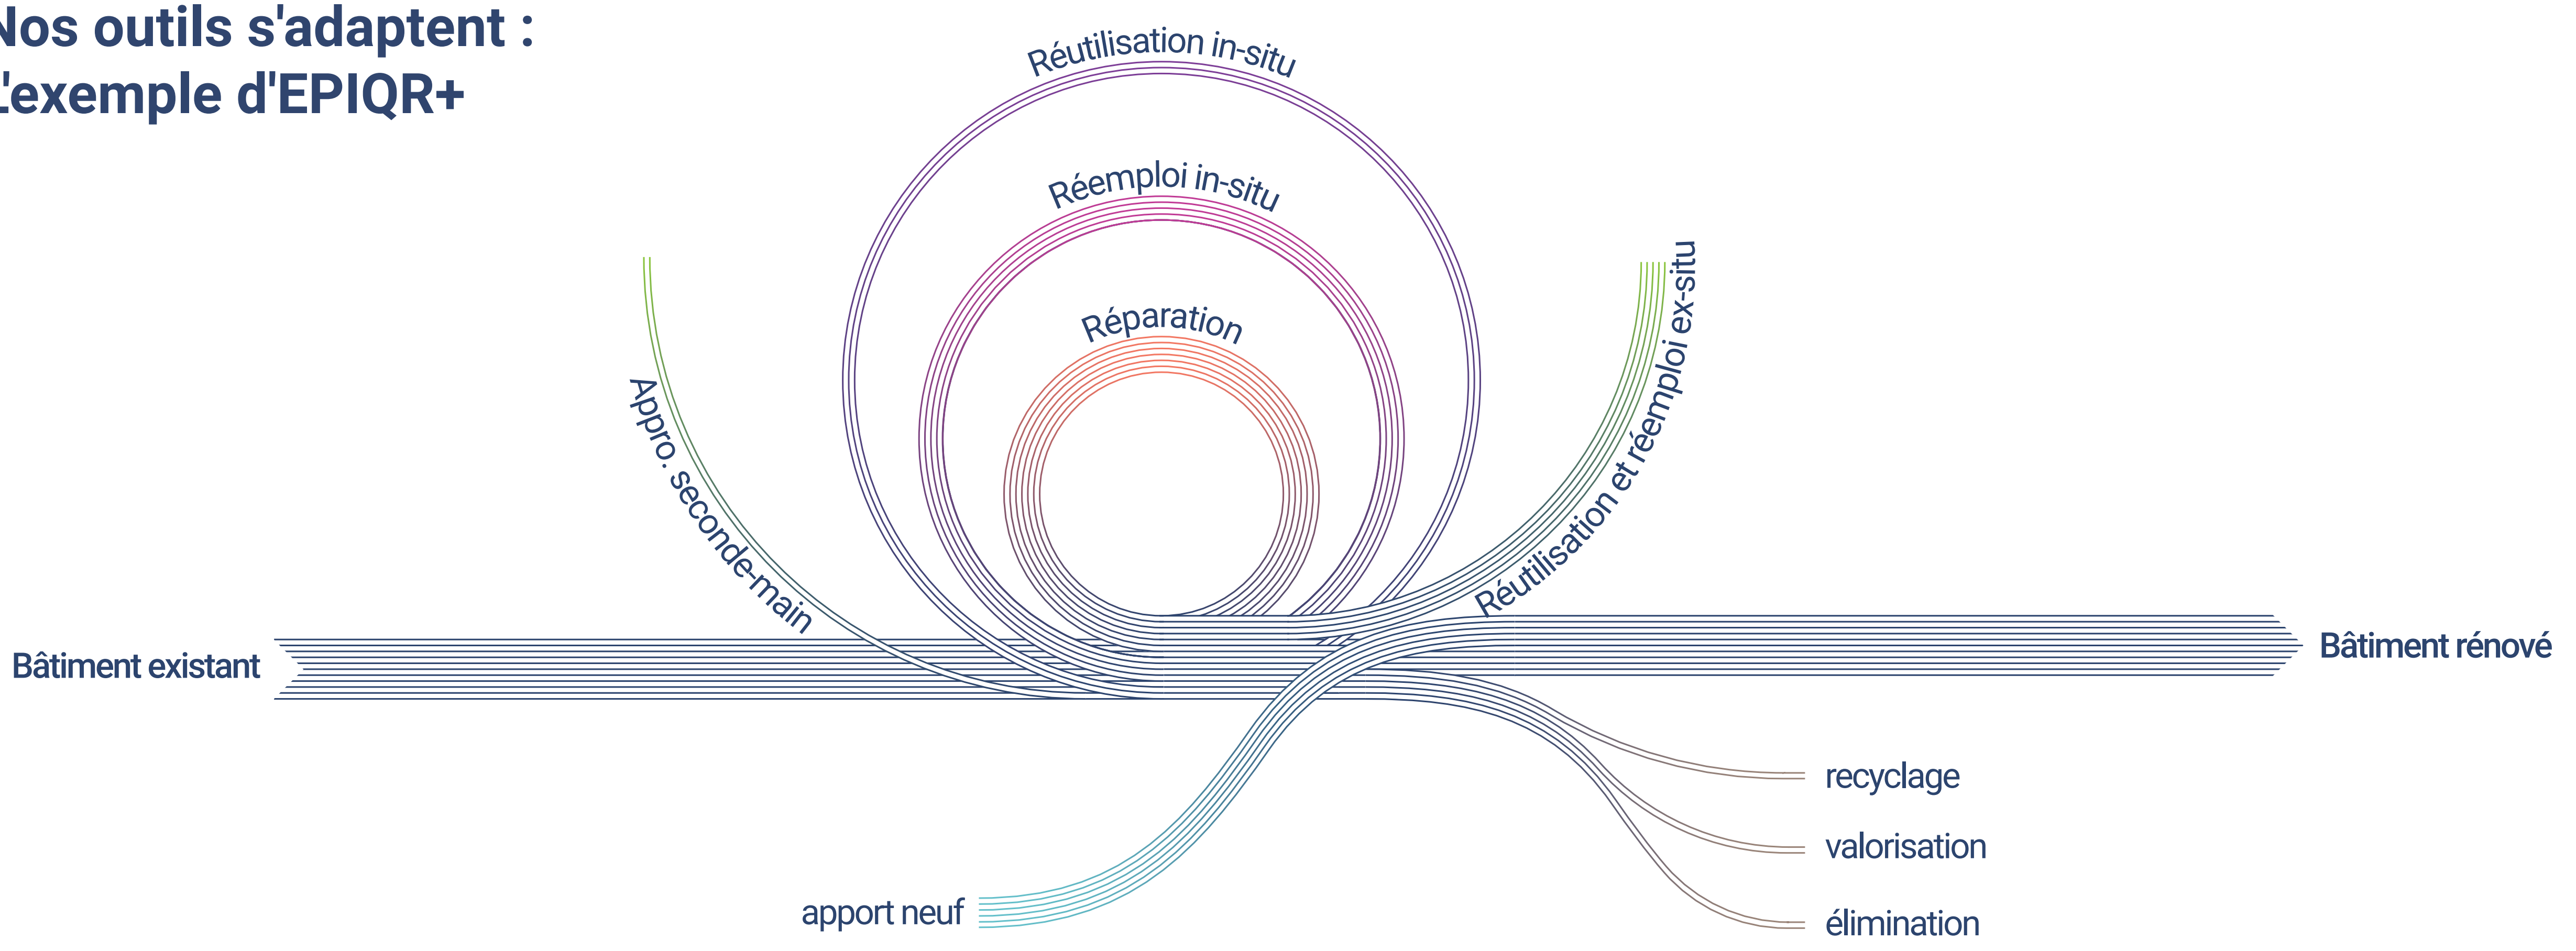 Nos outils s'adaptent :
L'exemple d'EPIQR+
Réutilisation in-situ
Réemploi in-situ
Réparation
Appro. seconde-main
Réutilisation et réemploi ex-situ
Bâtiment existant
Bâtiment rénové
recyclage
valorisation
apport neuf
élimination